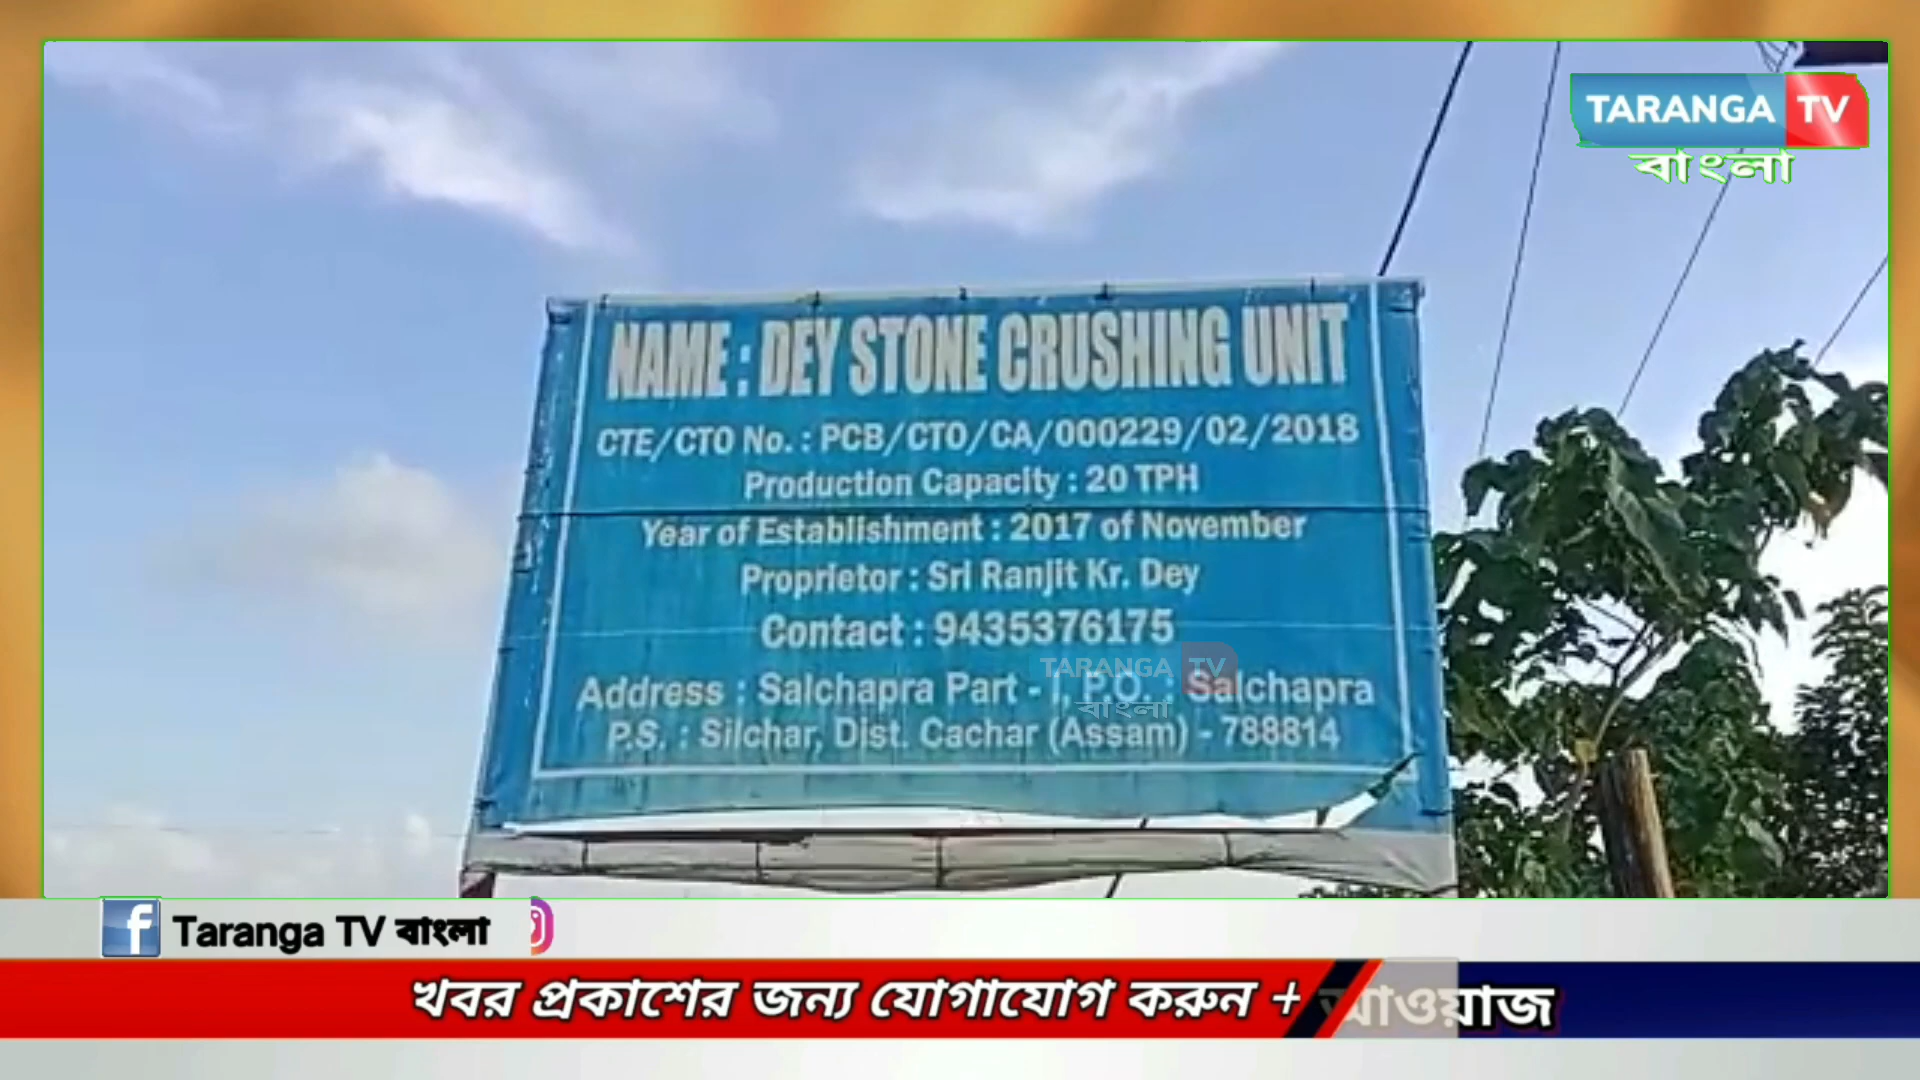 TARANGA TV
বাংলা
NAME : DEY STONE CRUSHING UNIT
CTE/CTO No. : PCB/CTO/CA/000229/02/2018
Production Capacity : 20 TPH
Year of Establishment : 2017 of November
Proprietor : Sri Ranjit Kr. Dey
Contact : 9435376175
TARANGA TV
বাংলা
Address : Salchapra Part - I, P.O. : Salchapra
P.S. : Silchar, Dist. Cachar (Assam) - 788814
f Taranga TV বাংলা
খবর প্রকাশের জন্য যোগাযোগ করুন + আওয়াজ